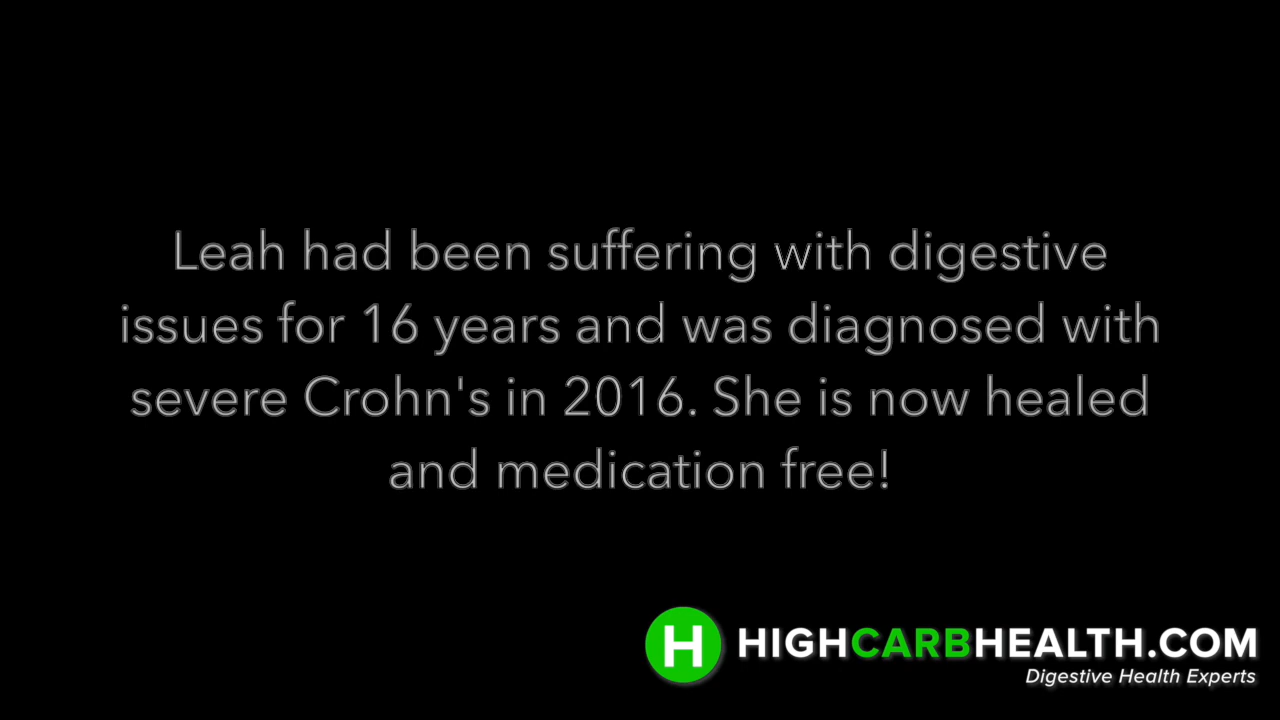 Leah had been suffering with digestive
issues for 16 years and was diagnosed with
severe Crohn's in 2016. She is now healed
and medication free!
H HIGHCARBHEALTH.COM
Digestive Health Experts